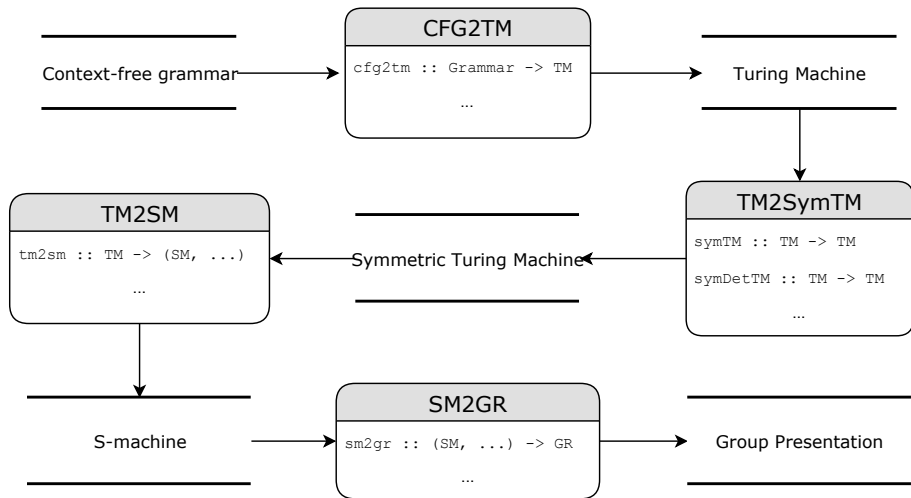 CFG2TM
Context-free grammar
cfg2tm :: Grammar -> TM
...
Turing Machine
TM2SM
tm2sm :: TM -> (SM, ...)
...
Symmetric Turing Machine
TM2SymTM
symTM :: TM -> TM
symDetTM :: TM -> TM
...
S-machine
SM2GR
sm2gr :: (SM, ...) -> GR
...
Group Presentation